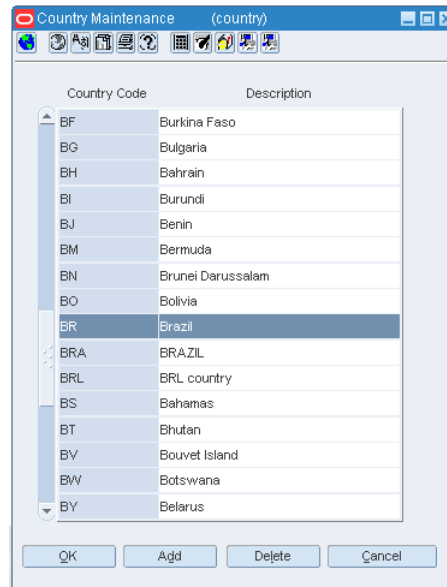 Country Maintenance (country)
Country Code Description
BF Burkina Faso
BG Bulgaria
BH Bahrain
BI Burundi
BJ Benin
BM Bermuda
BN Brunei Darussalam
BO Bolivia
BR Brazil
BRA BRAZIL
BRL BRL country
BS Bahamas
BT Bhutan
BV Bouvet Island
BW Botswana
BY Belarus
OK Add Delete Cancel